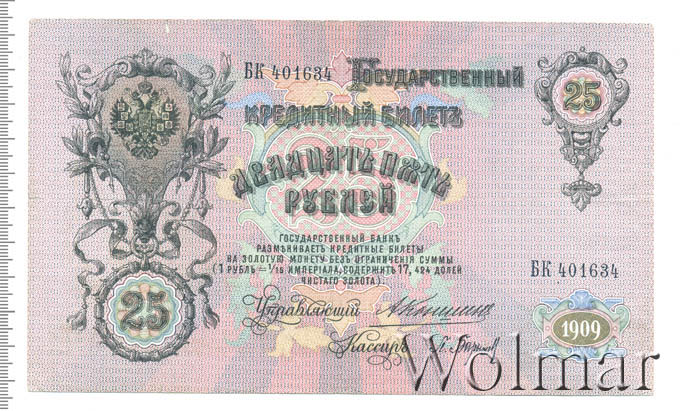 БК 401634
Государственный
кредитный билетъ
двадцать пять
рублей
25
ГОСУДАРСТВЕННЫЙ БАНКЪ
РАЗМѢНИВАЕТЪ КРЕДИТНЫЕ БИЛЕТЫ
НА ЗОЛОТУЮ МОНЕТУ БЕЗЪ ОГРАНИЧЕНІЯ СУММЫ
(1 РУБЛЬ = 1/15 ИМПЕРІАЛА, СОДЕРЖИТЪ 17,424 ДОЛЕЙ
ЧИСТАГО ЗОЛОТА.)
БК 401634
Управляющій
Кассиръ
25
25
1909
Wolmar